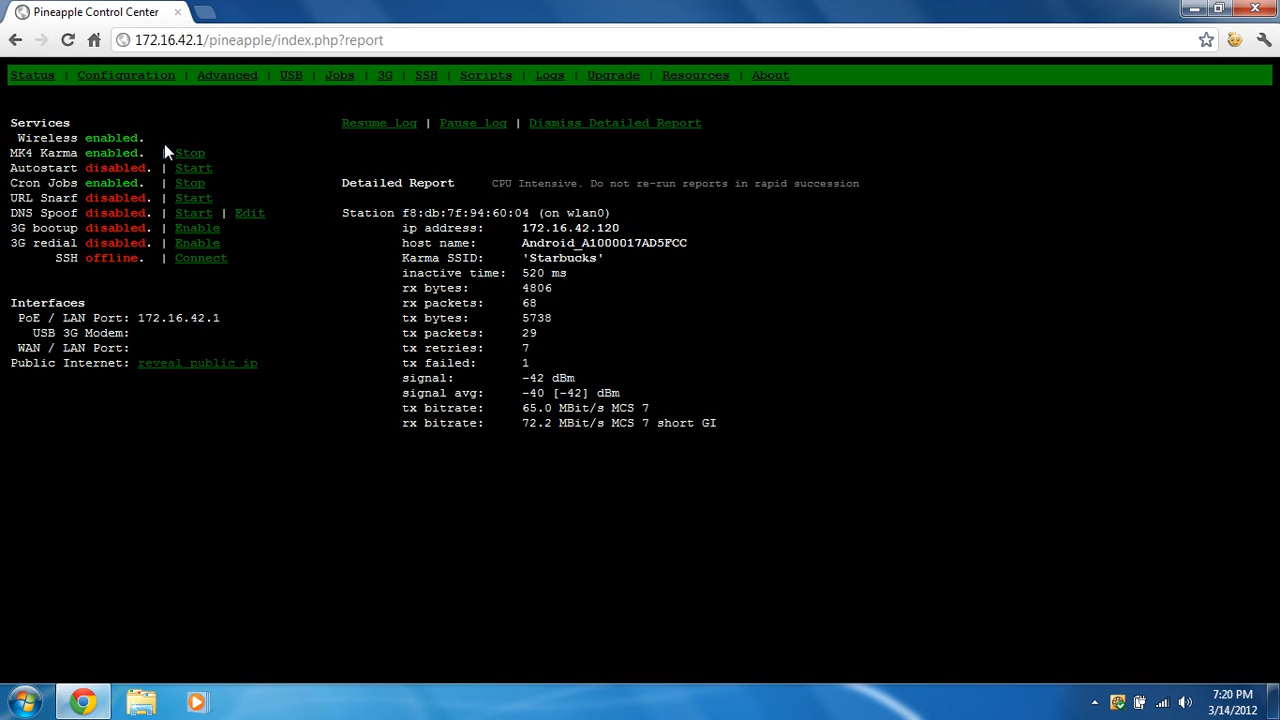 Pineapple Control Center
172.16.42.1/pineapple/index.php?report
Status | Configuration | Advanced | USB | Jobs | 3G | SSH | Scripts | Logs | Upgrade | Resources | About
Services
Wireless enabled.
MK4 Karma enabled. | Stop
Autostart disabled. | Start
Cron Jobs enabled. | Stop
URL Snarf disabled. | Start
DNS Spoof disabled. | Start | Edit
3G bootup disabled. | Enable
3G redial disabled. | Enable
SSH offline. | Connect
Interfaces
PoE / LAN Port: 172.16.42.1
USB 3G Modem:
WAN / LAN Port:
Public Internet: reveal public ip
Resume Log | Pause Log | Dismiss Detailed Report
Detailed Report CPU Intensive. Do not re-run reports in rapid succession
Station f8:db:7f:94:60:04 (on wlan0)
ip address: 172.16.42.120
host name: Android_A1000017AD5FCC
Karma SSID: 'Starbucks'
inactive time: 520 ms
rx bytes: 4806
rx packets: 68
tx bytes: 5738
tx packets: 29
tx retries: 7
tx failed: 1
signal: -42 dBm
signal avg: -40 [-42] dBm
tx bitrate: 65.0 MBit/s MCS 7
rx bitrate: 72.2 MBit/s MCS 7 short GI
7:20 PM
3/14/2012